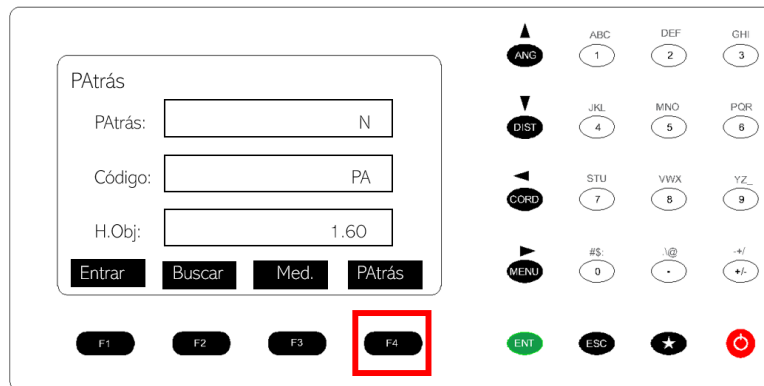 PAtrás
PAtrás: N
Código: PA
H.Obj: 1.60
Entrar Buscar Med. PAtrás
F1 F2 F3 F4
ABC DEF GHI
ANG 1 2 3
JKL MNO PQR
DIST 4 5 6
STU VWX YZ_
CORD 7 8 9
#$: .\@ -+/
MENU 0 . +/-
ENT ESC